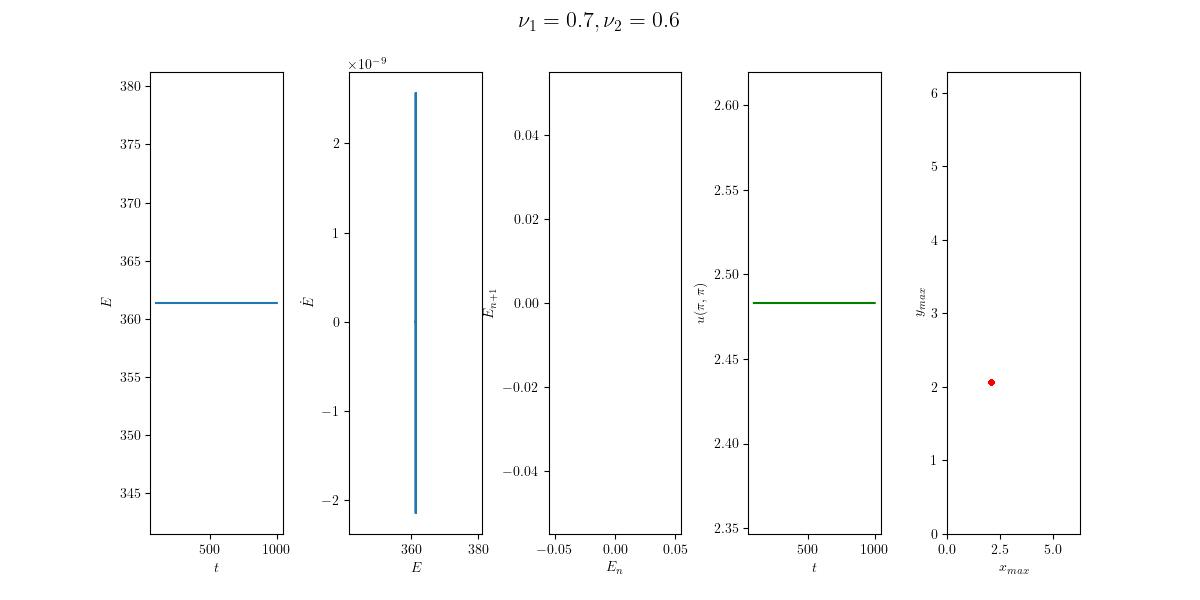 ν₁ = 0.7, ν₂ = 0.6
380
375
370
365
360
355
350
345
E
500 1000
t
×10⁻⁹
2
1
0
−1
−2
Ė
360 380
E
0.04
0.02
0.00
−0.02
−0.04
Eₙ₊₁
−0.05 0.00 0.05
Eₙ
2.60
2.55
2.50
2.45
2.40
2.35
u(π, π)
500 1000
t
6
5
4
3
2
1
0
y_max
0.0 2.5 5.0
x_max